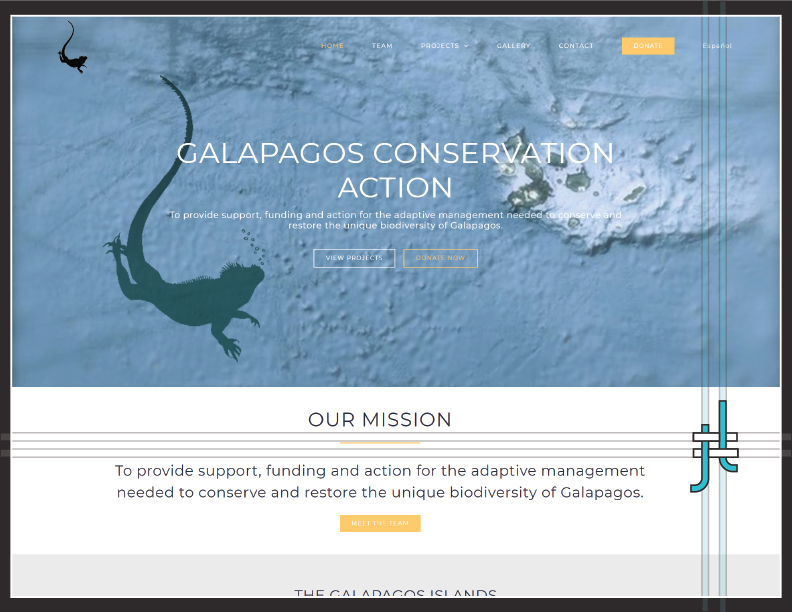 HOME TEAM PROJECTS GALLERY CONTACT DONATE Español
GALAPAGOS CONSERVATION
ACTION
To provide support, funding and action for the adaptive management needed to conserve and
restore the unique biodiversity of Galapagos.
VIEW PROJECTS DONATE NOW
OUR MISSION
To provide support, funding and action for the adaptive management
needed to conserve and restore the unique biodiversity of Galapagos.
MEET THE TEAM
THE GALAPAGOS ISLANDS